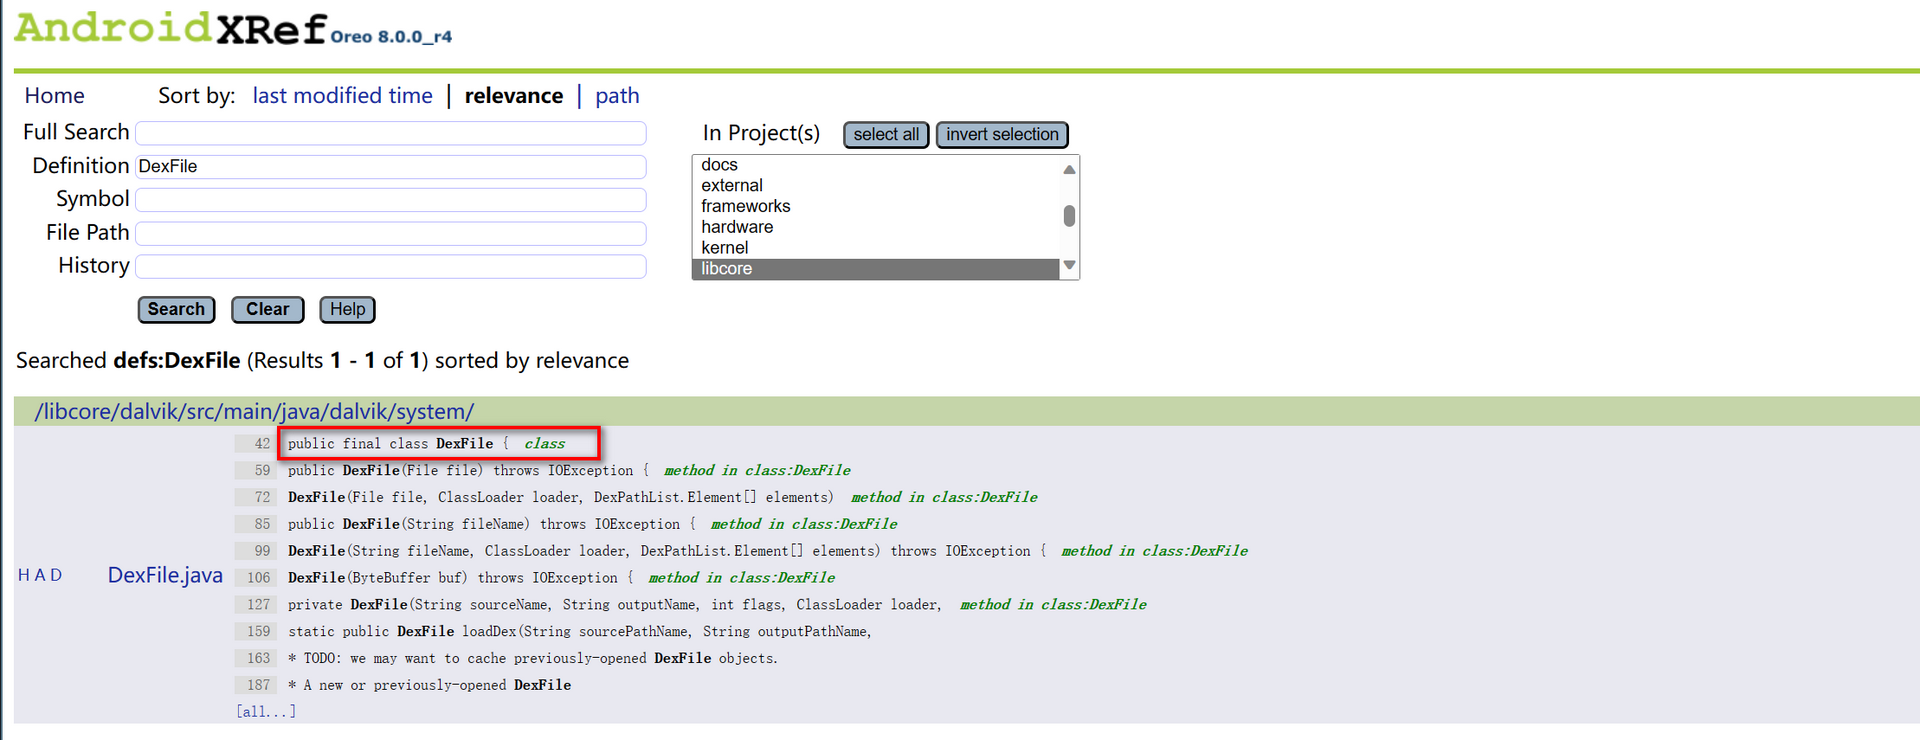 AndroidXRef Oreo 8.0.0_r4
Home Sort by: last modified time | relevance | path
Full Search
Definition DexFile
Symbol
File Path
History
In Project(s) select all invert selection
docs
external
frameworks
hardware
kernel
libcore
Search Clear Help
Searched defs:DexFile (Results 1 - 1 of 1) sorted by relevance
/libcore/dalvik/src/main/java/dalvik/system/
H A D DexFile.java
42 public final class DexFile { class
59 public DexFile(File file) throws IOException { method in class:DexFile
72 DexFile(File file, ClassLoader loader, DexPathList.Element[] elements) method in class:DexFile
85 public DexFile(String fileName) throws IOException { method in class:DexFile
99 DexFile(String fileName, ClassLoader loader, DexPathList.Element[] elements) throws IOException { method in class:DexFile
106 DexFile(ByteBuffer buf) throws IOException { method in class:DexFile
127 private DexFile(String sourceName, String outputName, int flags, ClassLoader loader, method in class:DexFile
159 static public DexFile loadDex(String sourcePathName, String outputPathName,
163 * TODO: we may want to cache previously-opened DexFile objects.
187 * A new or previously-opened DexFile
[all...]